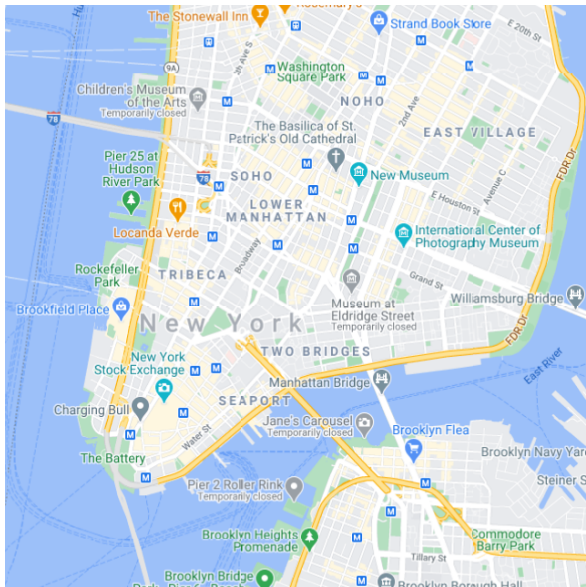 Rosemary's
The Stonewall Inn
Strand Book Store
E 20th St
Washington
Square Park
9A
Children's Museum
of the Arts
Temporarily closed
NOHO
2nd Ave
78
The Basilica of St.
Patrick's Old Cathedral
EAST VILLAGE
FDR Dr
Pier 25 at
Hudson
River Park
78
SOHO
New Museum
Avenue C
E Houston St
LOWER
MANHATTAN
Locanda Verde
International Center of
Photography Museum
Broadway
TRIBECA
Rockefeller
Park
Grand St
Museum at
Eldridge Street
Temporarily closed
Williamsburg Bridge
Brookfield Place
New York
FDR Dr
TWO BRIDGES
East River
New York
Stock Exchange
Manhattan Bridge
SEAPORT
Charging Bull
Jane's Carousel
Temporarily closed
Water St
Brooklyn Flea
The Battery
Brooklyn Navy Yard
Steiner S
Pier 2 Roller Rink
Temporarily closed
Brooklyn Heights
Promenade
Commodore
Barry Park
Tillary St
Brooklyn Bridge
Brooklyn Borough Hall